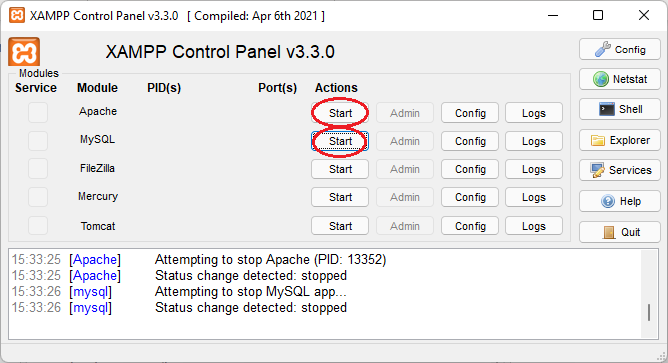 XAMPP Control Panel v3.3.0 [ Compiled: Apr 6th 2021 ]
XAMPP Control Panel v3.3.0
Config
Modules
Service Module PID(s) Port(s) Actions
Netstat
Apache Start Admin Config Logs
Shell
MySQL Start Admin Config Logs
Explorer
FileZilla Start Admin Config Logs
Services
Mercury Start Admin Config Logs
Help
Tomcat Start Admin Config Logs
Quit
15:33:25 [Apache] Attempting to stop Apache (PID: 13352)
15:33:25 [Apache] Status change detected: stopped
15:33:26 [mysql] Attempting to stop MySQL app...
15:33:26 [mysql] Status change detected: stopped